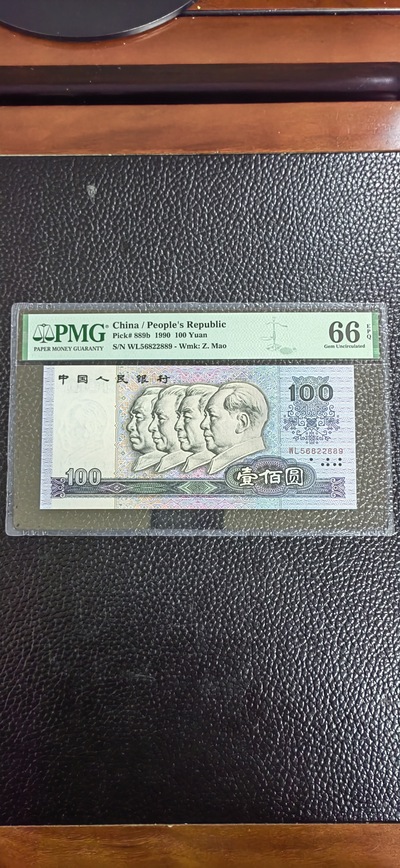 PMG
PAPER MONEY GUARANTY
China / People's Republic
Pick# 889b 1990 100 Yuan
S/N WL56822889 - Wmk: Z. Mao
66 EPQ
Gem Uncirculated
中国人民银行
100
WL56822889
100
壹佰圆